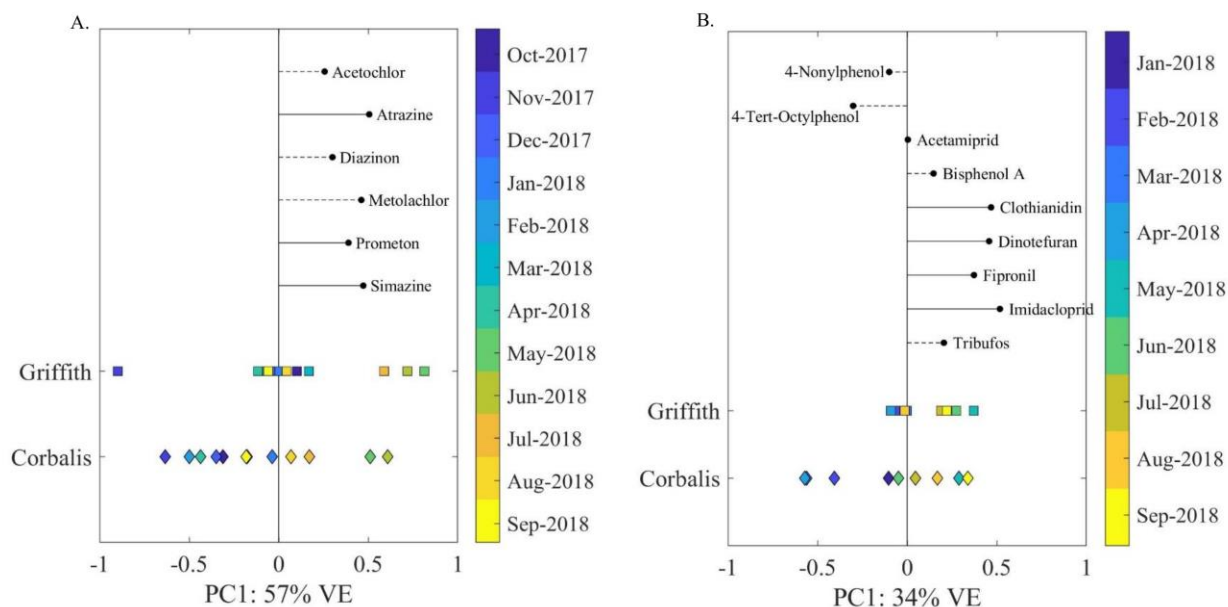 A.
Acetochlor
Atrazine
Diazinon
Metolachlor
Prometon
Simazine
Griffith
Corbalis
-1
-0.5
0
0.5
1
PC1: 57% VE
Oct-2017
Nov-2017
Dec-2017
Jan-2018
Feb-2018
Mar-2018
Apr-2018
May-2018
Jun-2018
Jul-2018
Aug-2018
Sep-2018
B.
4-Nonylphenol
4-Tert-Octylphenol
Acetamiprid
Bisphenol A
Clothianidin
Dinotefuran
Fipronil
Imidacloprid
Tribufos
Griffith
Corbalis
-1
-0.5
0
0.5
1
PC1: 34% VE
Jan-2018
Feb-2018
Mar-2018
Apr-2018
May-2018
Jun-2018
Jul-2018
Aug-2018
Sep-2018